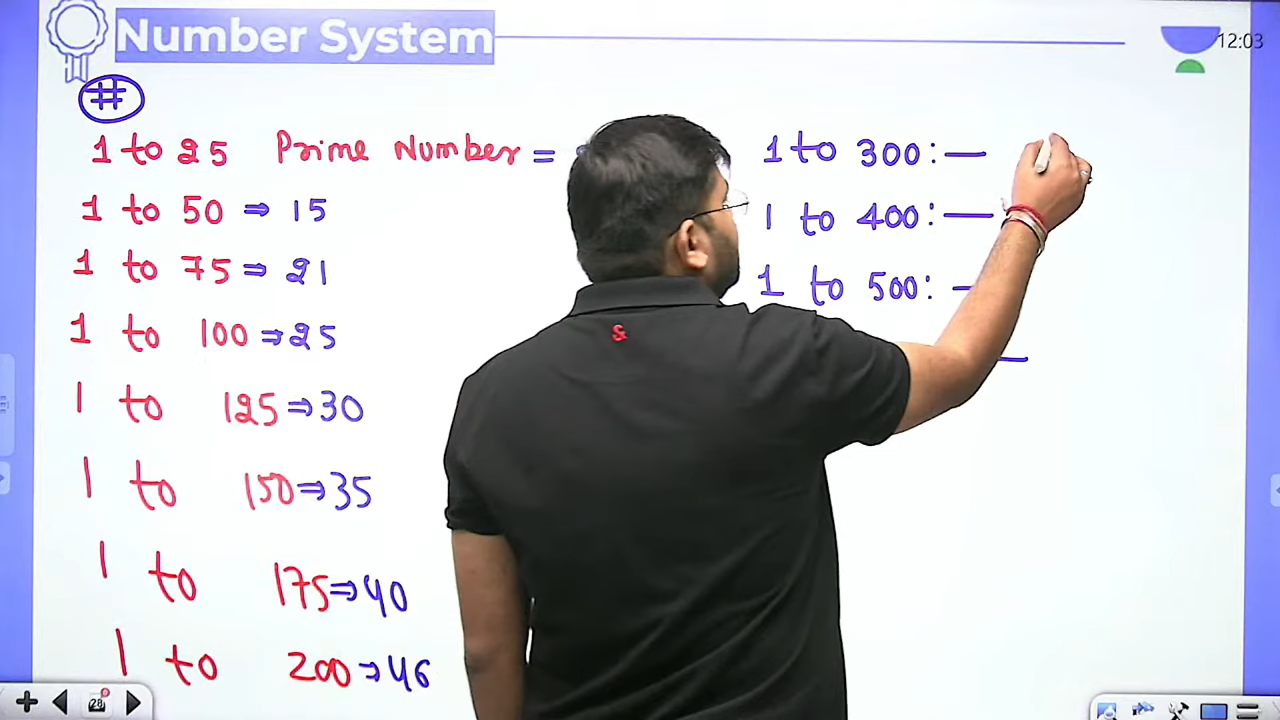 Number System
12:03
#
1 to 25 Prime Number =
1 to 50 ⇒ 15
1 to 75 ⇒ 21
1 to 100 ⇒ 25
1 to 125 ⇒ 30
1 to 150 ⇒ 35
1 to 175 ⇒ 40
1 to 200 ⇒ 46
1 to 300 :—
1 to 400 :—
1 to 500 :—
28